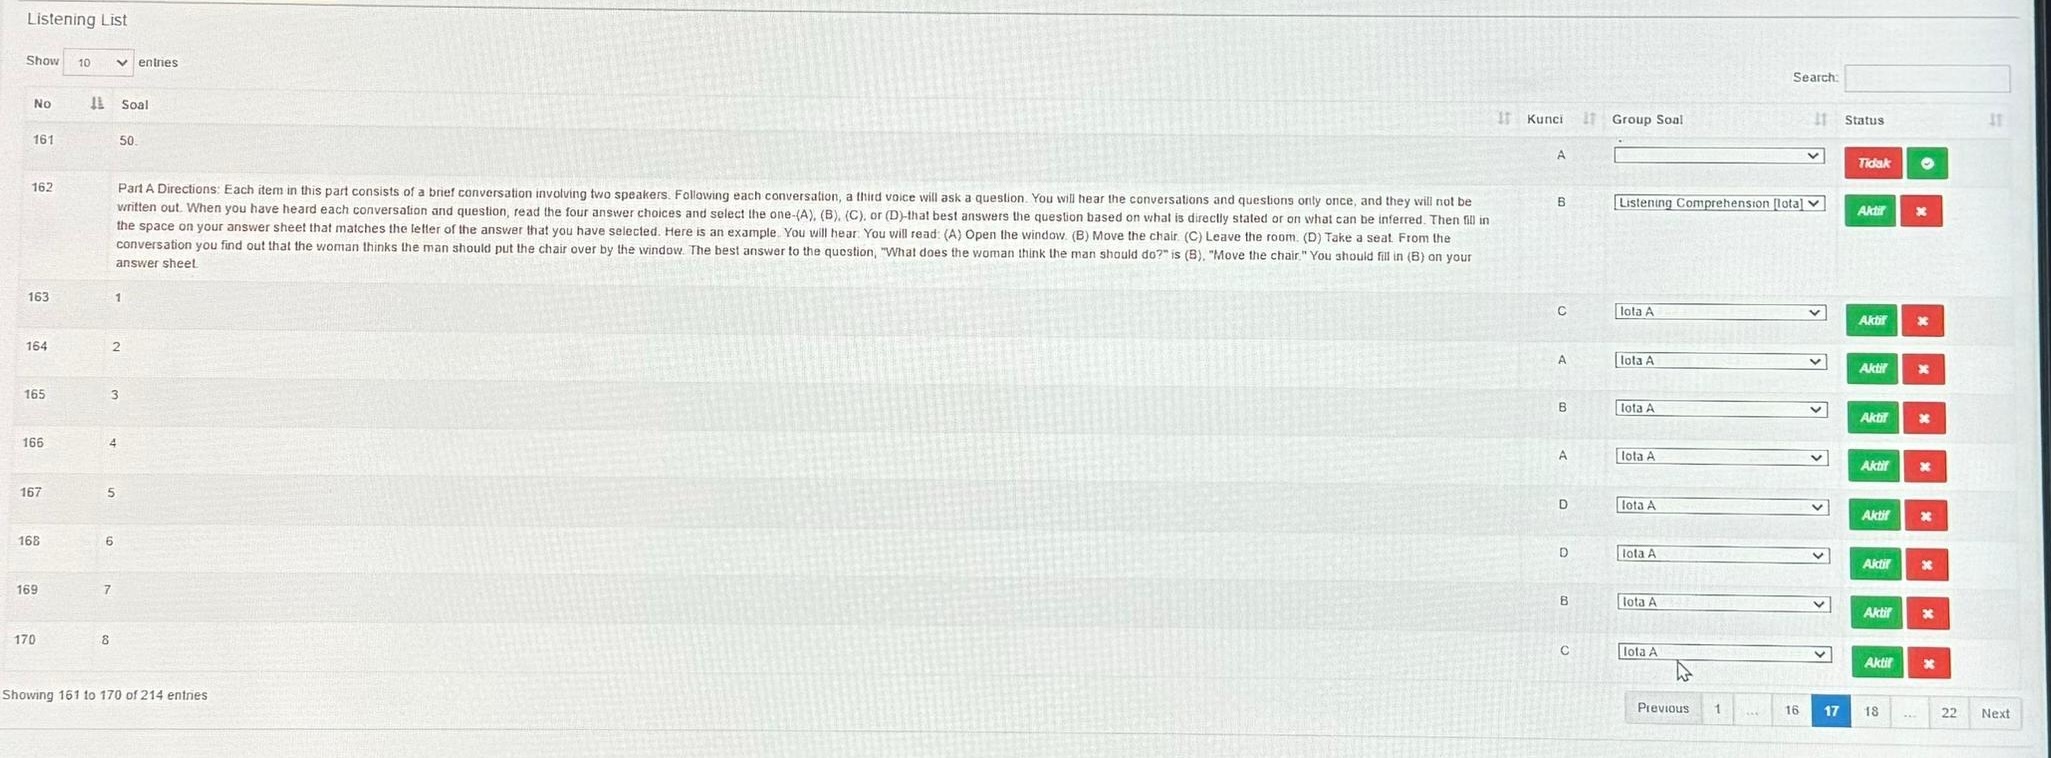 Listening List
Show 10 entries
Search:
No Soal Kunci Group Soal Status
161 50. A Tidak
162 Part A Directions: Each item in this part consists of a brief conversation involving two speakers. Following each conversation, a third voice will ask a question. You will hear the conversations and questions only once, and they will not be
written out. When you have heard each conversation and question, read the four answer choices and select the one-(A), (B), (C), or (D)-that best answers the question based on what is directly stated or on what can be inferred. Then fill in
the space on your answer sheet that matches the letter of the answer that you have selected. Here is an example. You will hear: You will read: (A) Open the window. (B) Move the chair. (C) Leave the room. (D) Take a seat. From the
conversation you find out that the woman thinks the man should put the chair over by the window. The best answer to the question, "What does the woman think the man should do?" is (B), "Move the chair." You should fill in (B) on your
answer sheet.
B Listening Comprehension [Iota] Aktif
163 1 C Iota A Aktif
164 2 A Iota A Aktif
165 3 B Iota A Aktif
166 4 A Iota A Aktif
167 5 D Iota A Aktif
168 6 D Iota A Aktif
169 7 B Iota A Aktif
170 8 C Iota A Aktif
Showing 161 to 170 of 214 entries
Previous 1 ... 16 17 18 ... 22 Next